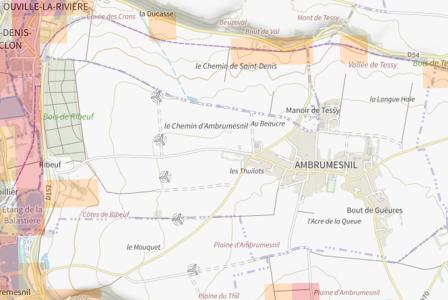 OUVILLE-LA-RIVIÈRE
la Ducasse
Cavée des Crans
Beuzeval
Mont de Tessy
Bout de Val
-DENIS-
CLON
D54
le Chemin de Saint-Denis
Vallée de Tessy
Bout de Tessy
la Longue Haie
Manoir de Tessy
Bois de Ribeuf
le Chemin d'Ambrumesnil
Au Beaucre
Ribeuf
AMBRUMESNIL
les Thuilots
D152
Étang de la
Balastière
Côtes de Ribeuf
Bout de Gueures
l'Acre de la Queue
le Mouquet
Plaine d'Ambrumesnil
Plaine du Thil
Plaine d'Ambrumesnil